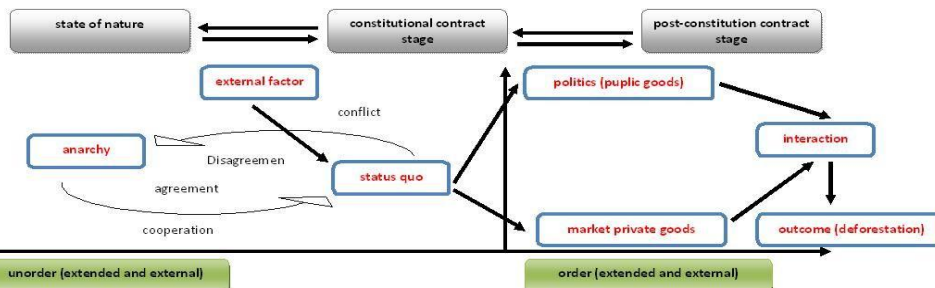 state of nature
constitutional contract
stage
post-constitution contract
stage
external factor
politics (puplic goods)
conflict
anarchy
Disagreemen
interaction
agreement
status quo
cooperation
market private goods
outcome (deforestation)
unorder (extended and external)
order (extended and external)